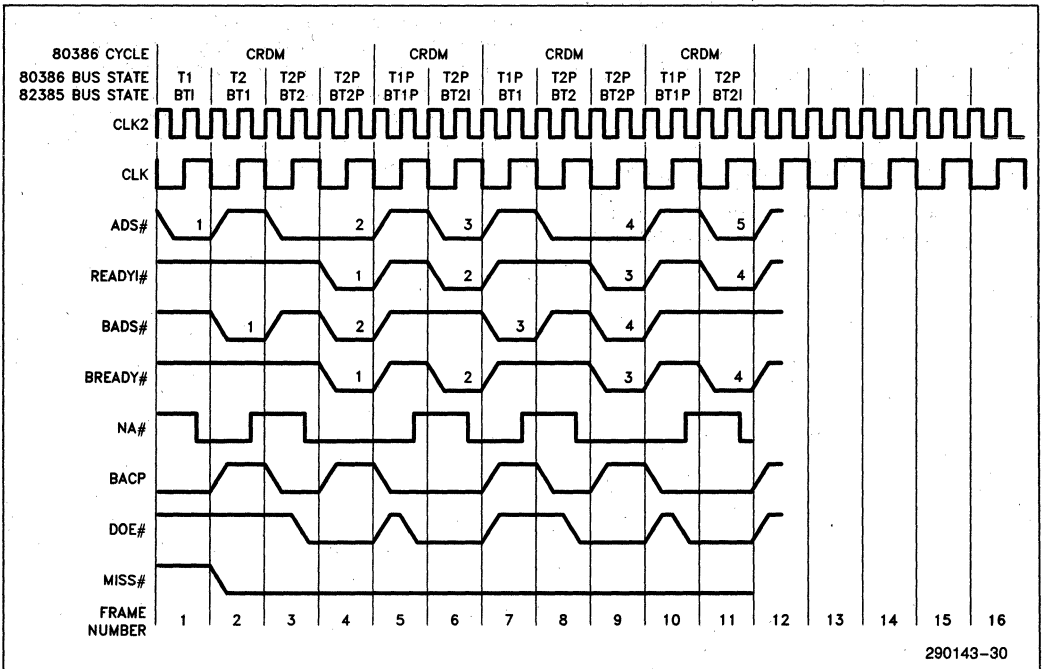 80386 CYCLE CRDM CRDM CRDM CRDM
80386 BUS STATE T1 T2 T2P T2P T1P T2P T1P T2P T2P T1P T2P
82385 BUS STATE BTI BT1 BT2 BT2P BT1P BT2I BT1 BT2 BT2P BT1P BT2I
CLK2
CLK
ADS# 1 2 3 4 5
READYI# 1 2 3 4
BADS# 1 2 3 4
BREADY# 1 2 3 4
NA#
BACP
DOE#
MISS#
FRAME
NUMBER 1 2 3 4 5 6 7 8 9 10 11 12 13 14 15 16
290143-30